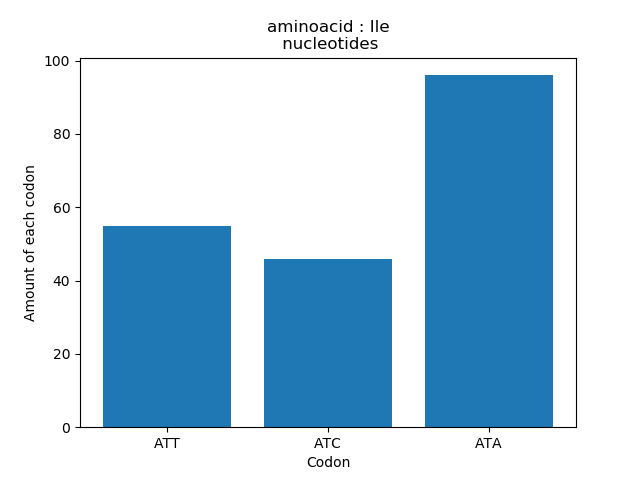 aminoacid : Ile
nucleotides
Amount of each codon
100
80
60
40
20
0
ATT
ATC
ATA
Codon